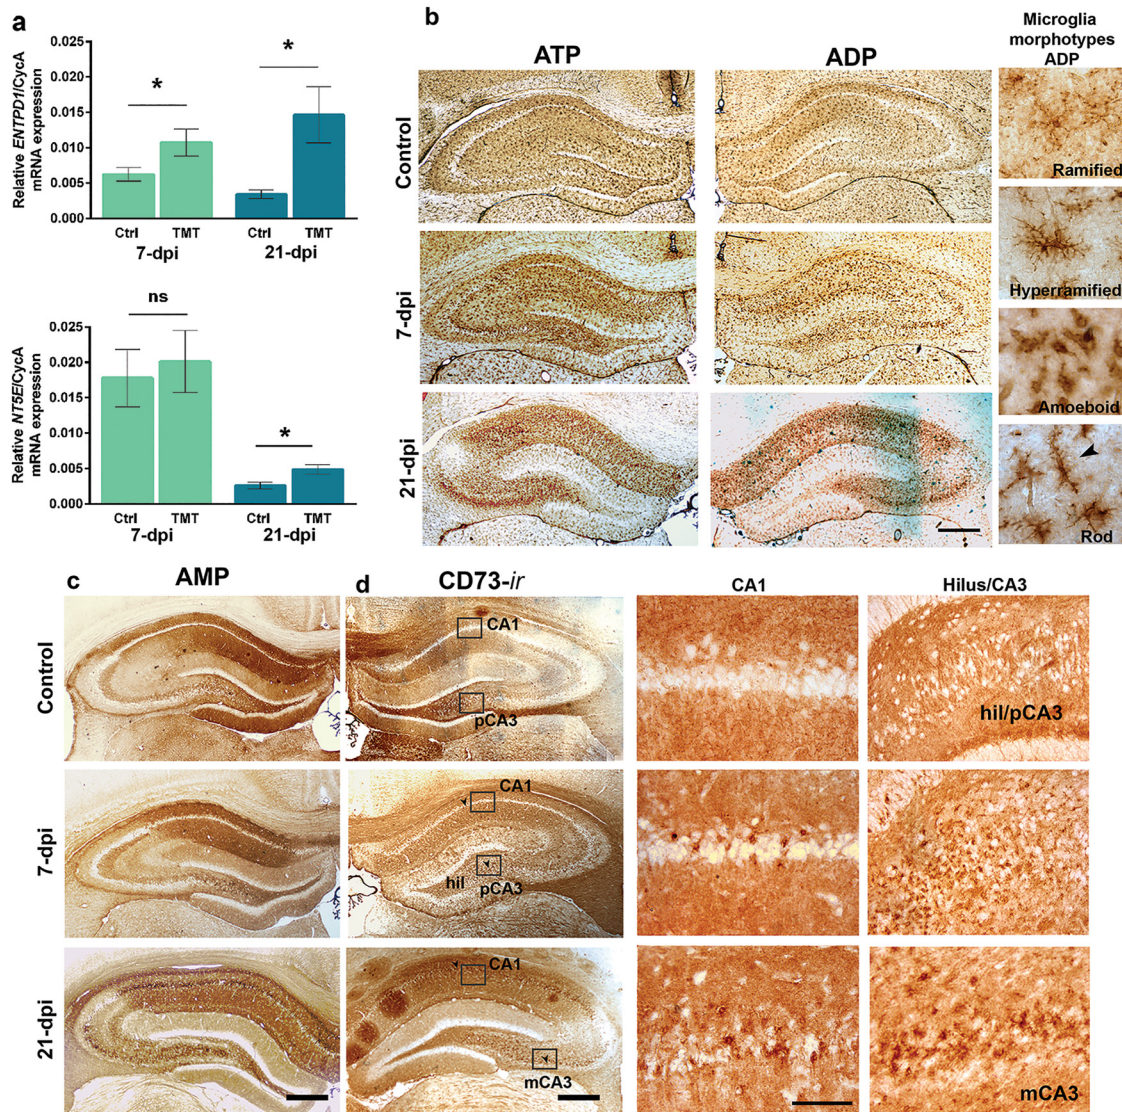 a
Relative ENTPD1/CycA
mRNA expression
0.025
0.020
0.015
0.010
0.005
0.000
*
*
Ctrl
TMT
Ctrl
TMT
7-dpi
21-dpi
Relative NT5E/CycA
mRNA expression
0.025
0.020
0.015
0.010
0.005
0.000
ns
*
Ctrl
TMT
Ctrl
TMT
7-dpi
21-dpi
b
ATP
ADP
Control
7-dpi
21-dpi
Microglia
morphotypes
ADP
Ramified
Hyperramified
Amoeboid
Rod
c
AMP
d
CD73-ir
CA1
Hilus/CA3
Control
CA1
pCA3
hil/pCA3
7-dpi
CA1
hil
pCA3
21-dpi
CA1
mCA3
mCA3